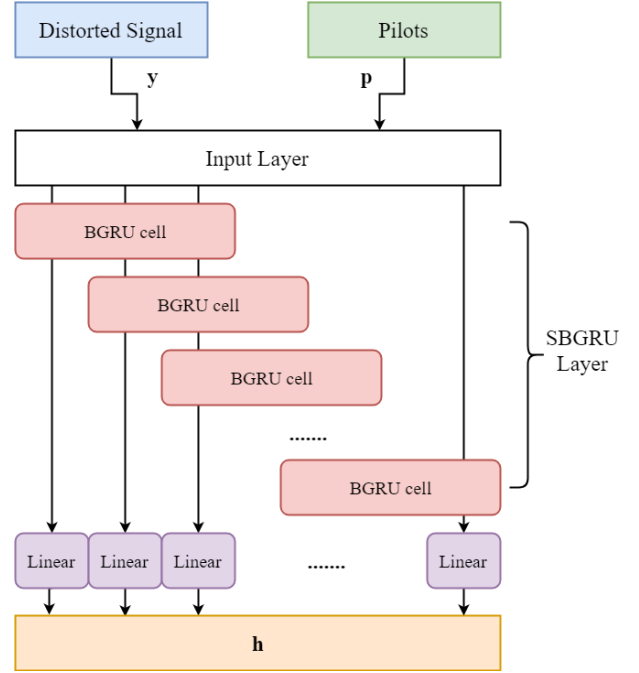 Distorted Signal
Pilots
y
p
Input Layer
BGRU cell
BGRU cell
BGRU cell
.......
BGRU cell
SBGRU
Layer
Linear
Linear
Linear
.......
Linear
h